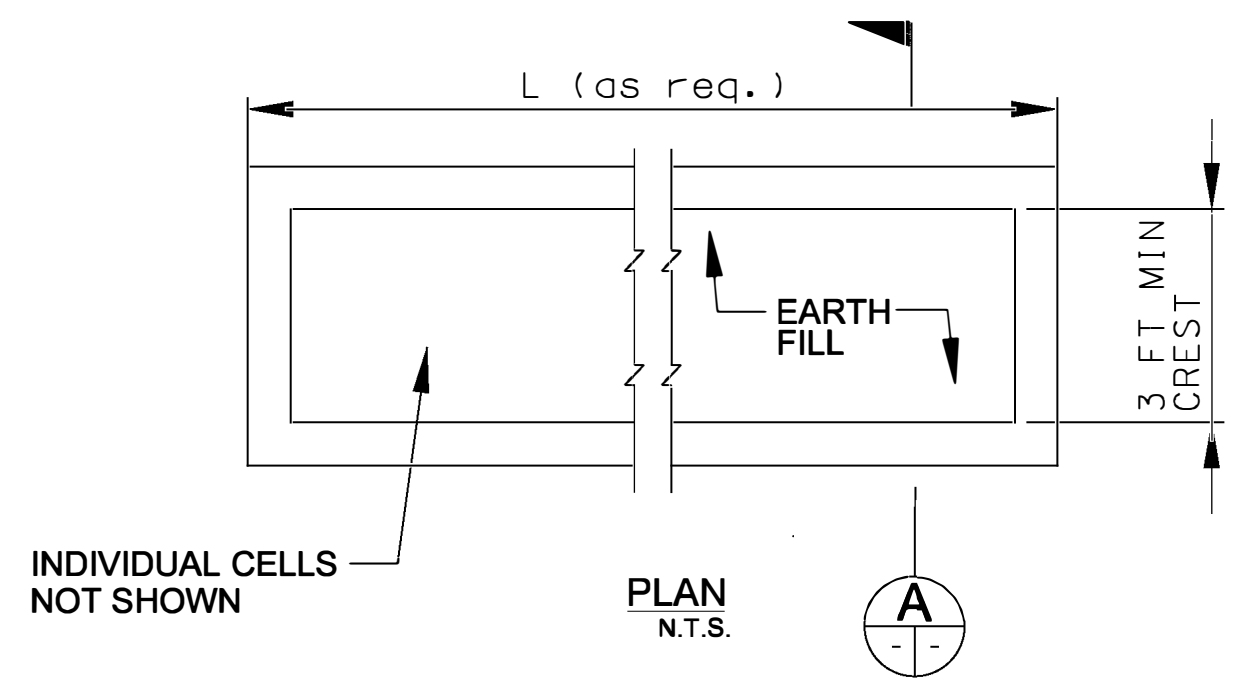 L (as req.)
EARTH
FILL
3 FT MIN
CREST
INDIVIDUAL CELLS
NOT SHOWN
PLAN
N.T.S.
A
- -